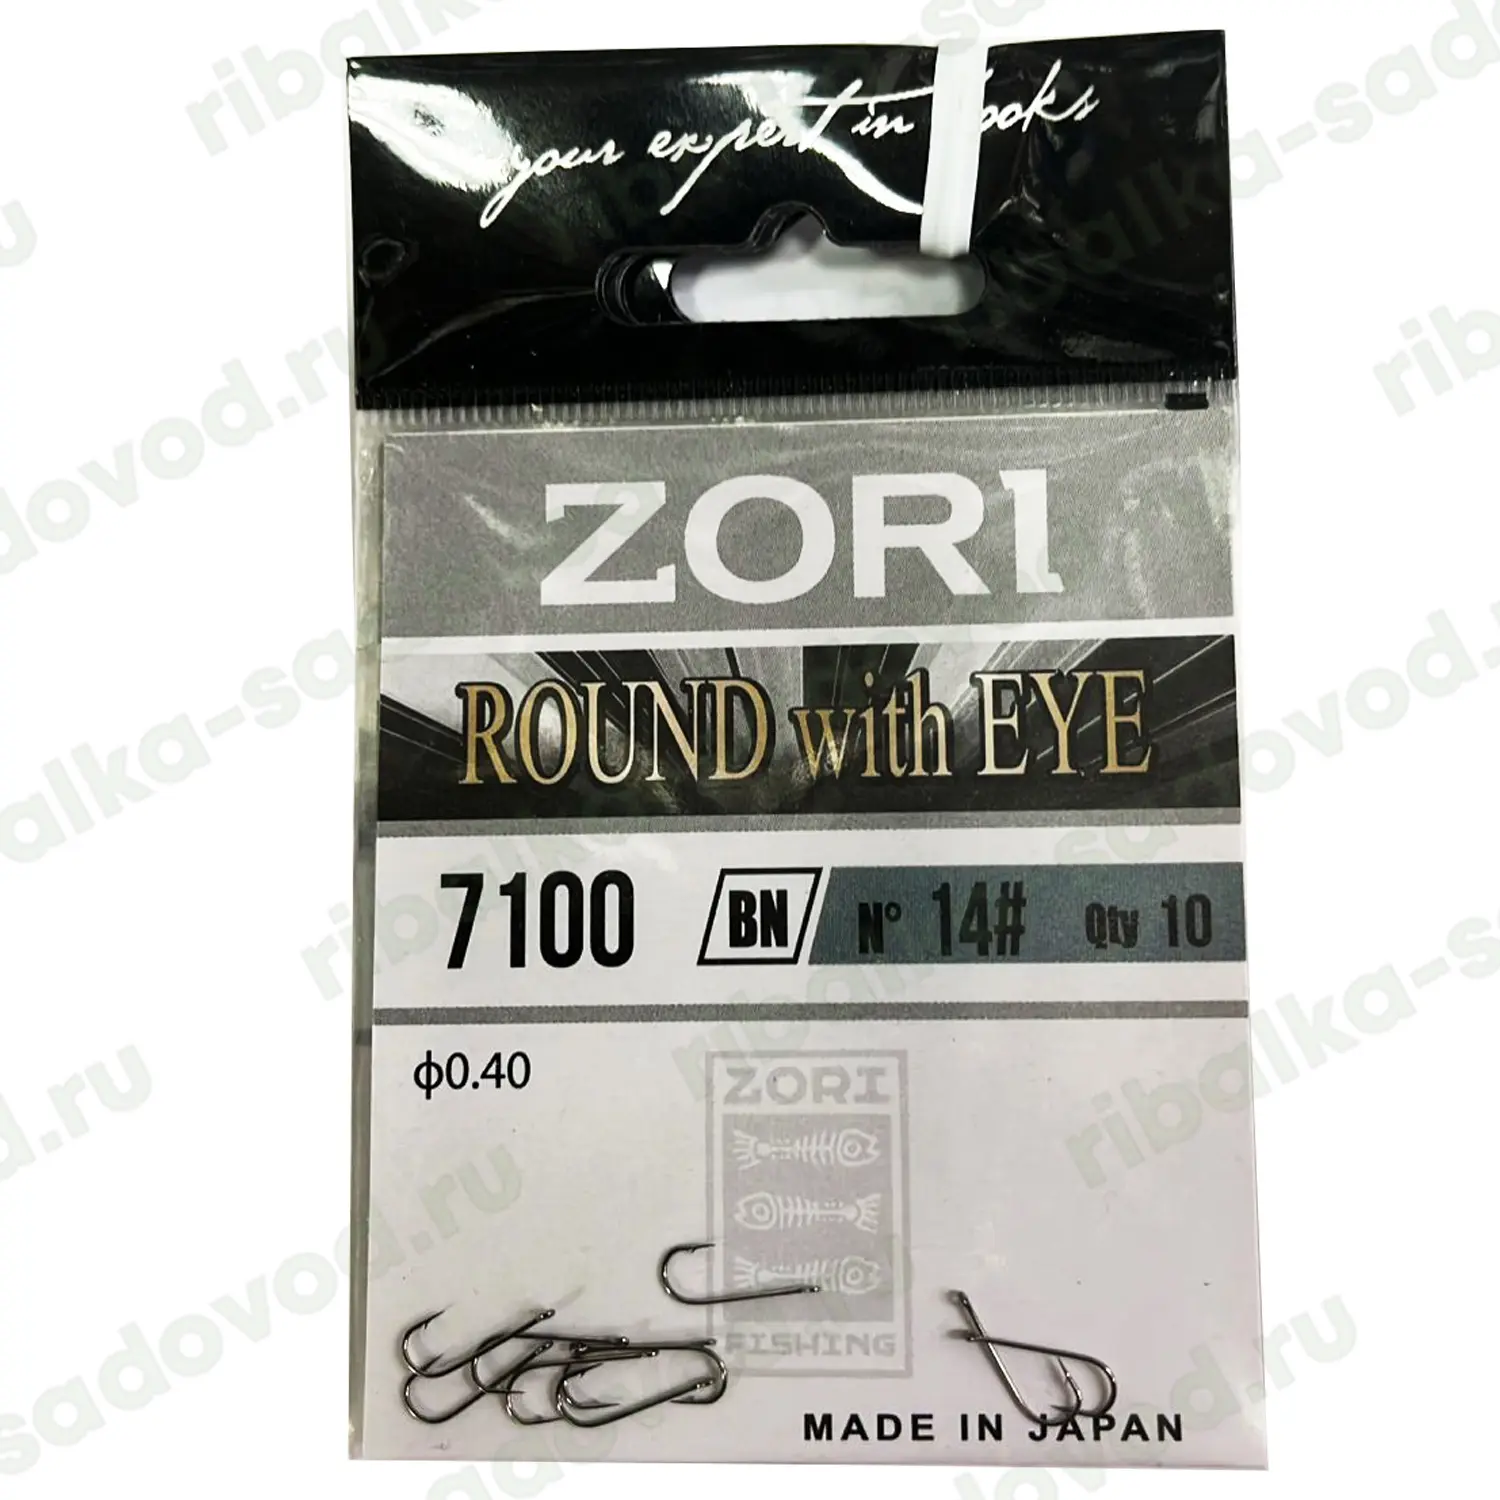 your expert in hooks
ZORI
ROUND with EYE
7100 BN N° 14# Qty 10
ϕ0.40
ZORI
FISHING
MADE IN JAPAN
ribalka-sadovod.ru